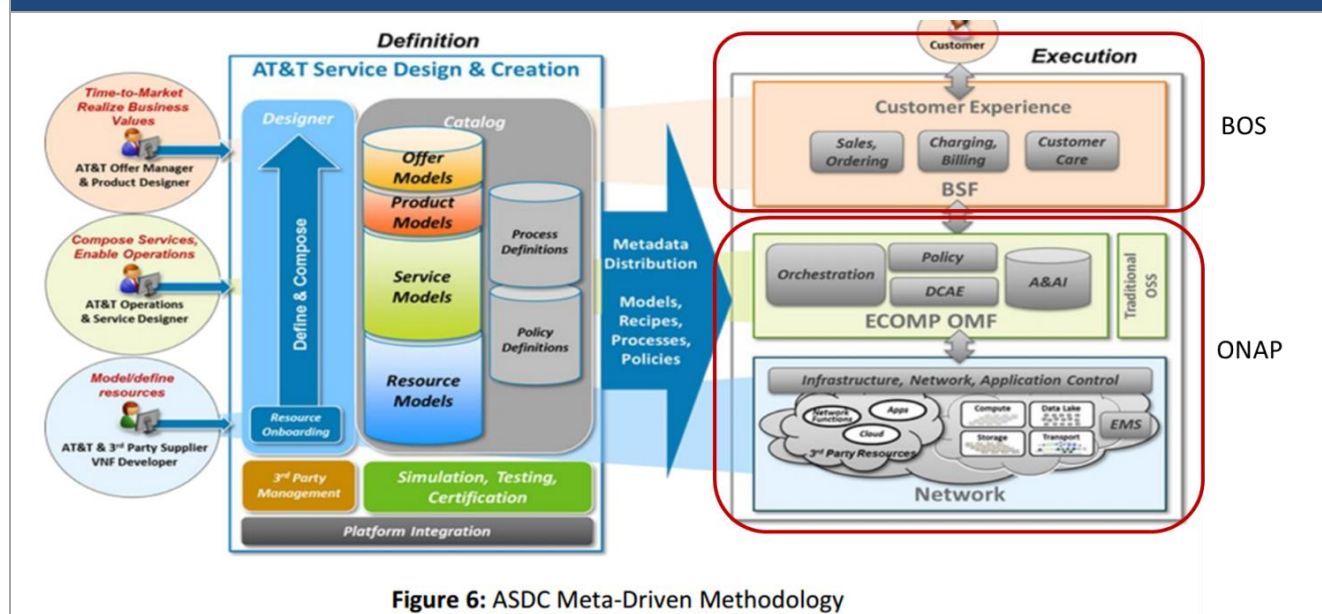 Definition
AT&T Service Design & Creation
Time-to-Market
Realize Business
Values
AT&T Offer Manager
& Product Designer
Compose Services,
Enable Operations
AT&T Operations
& Service Designer
Model/define
resources
AT&T & 3rd Party Supplier
VNF Developer
Designer
Define & Compose
Resource
Onboarding
Catalog
Offer
Models
Product
Models
Service
Models
Resource
Models
Process
Definitions
Policy
Definitions
3rd Party
Management
Simulation, Testing,
Certification
Platform Integration
Metadata
Distribution
Models,
Recipes,
Processes,
Policies
Customer
Execution
Customer Experience
Sales,
Ordering
Charging,
Billing
Customer
Care
BSF
BOS
Orchestration
Policy
DCAE
A&AI
ECOMP OMF
Traditional
OSS
ONAP
Infrastructure, Network, Application Control
Network
Functions
Apps
Cloud
3rd Party Resources
Compute
Data Lake
Storage
Transport
EMS
Network
Figure 6: ASDC Meta-Driven Methodology